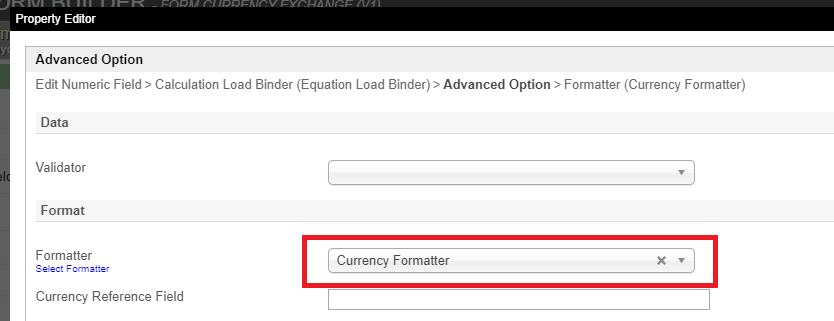 FORM BUILDER - FORM CURRENCY EXCHANGE (V1)
Property Editor
Advanced Option
Edit Numeric Field > Calculation Load Binder (Equation Load Binder) > Advanced Option > Formatter (Currency Formatter)
Data
Validator
Format
Formatter
Currency Formatter
Select Formatter
Currency Reference Field